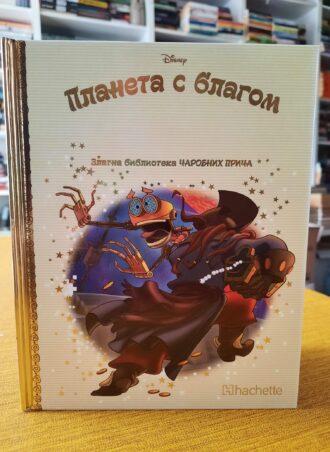 Disney
Планета с благом
Златна библиотека ЧАРОБНИХ ПРИЧА
hachette